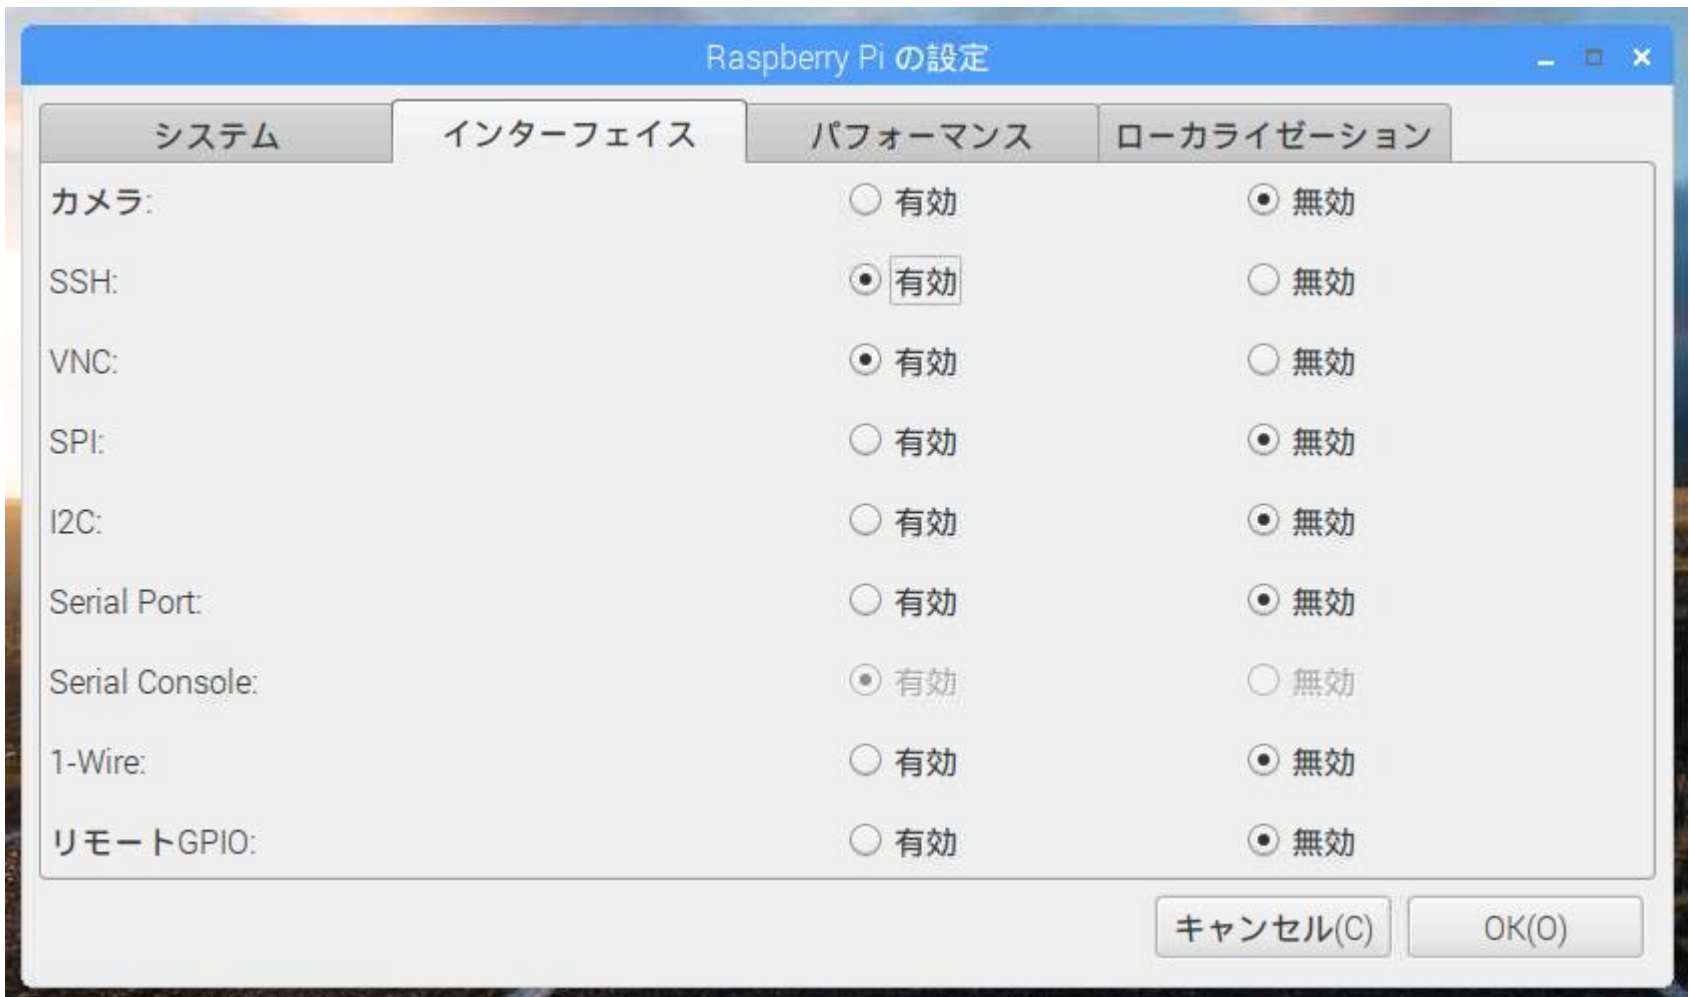 Raspberry Pi の設定
システム インターフェイス パフォーマンス ローカライゼーション
カメラ: 有効 無効
SSH: 有効 無効
VNC: 有効 無効
SPI: 有効 無効
I2C: 有効 無効
Serial Port: 有効 無効
Serial Console: 有効 無効
1-Wire: 有効 無効
リモートGPIO: 有効 無効
キャンセル(C) OK(O)